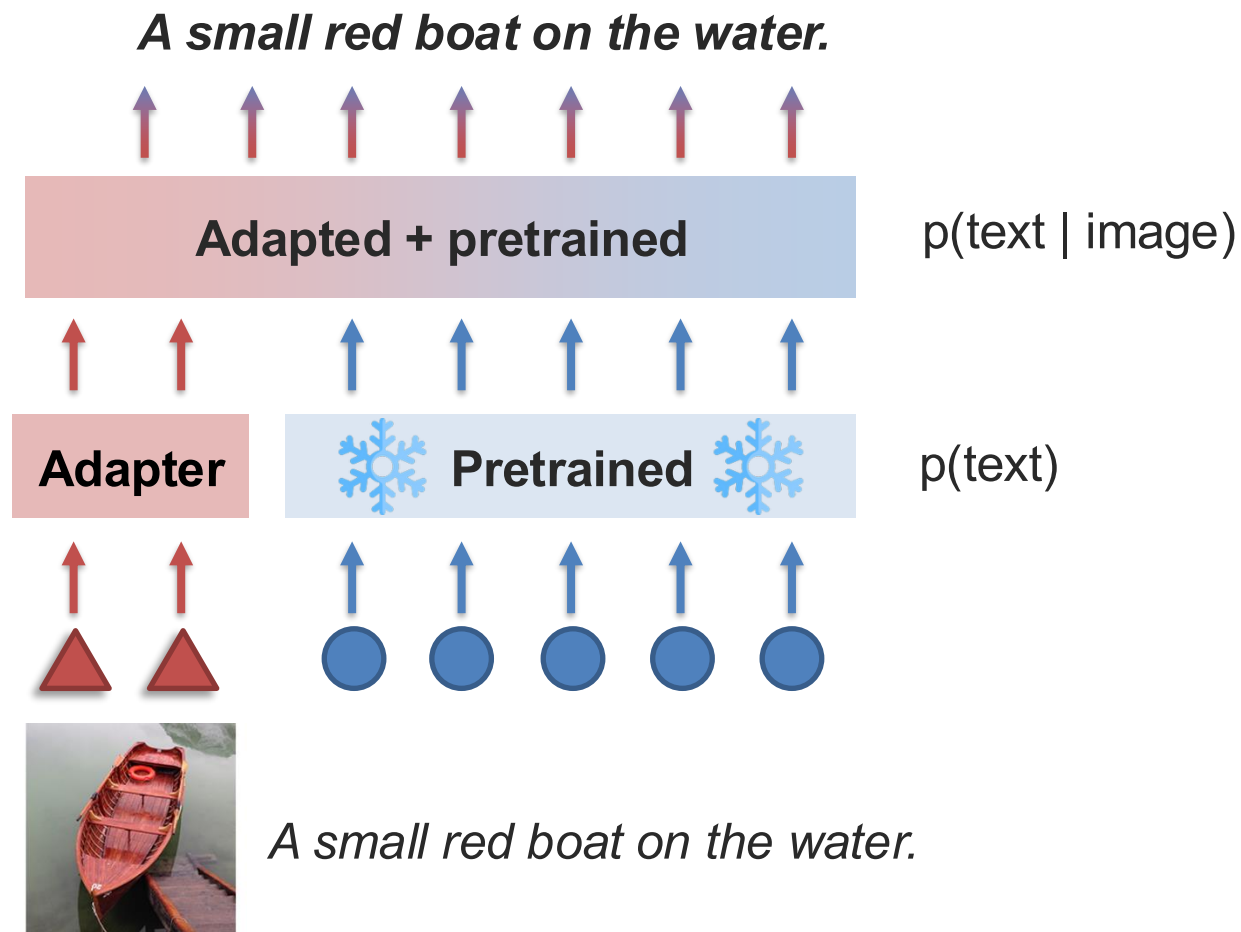 A small red boat on the water.
Adapted + pretrained
p(text | image)
Adapter
Pretrained
p(text)
A small red boat on the water.